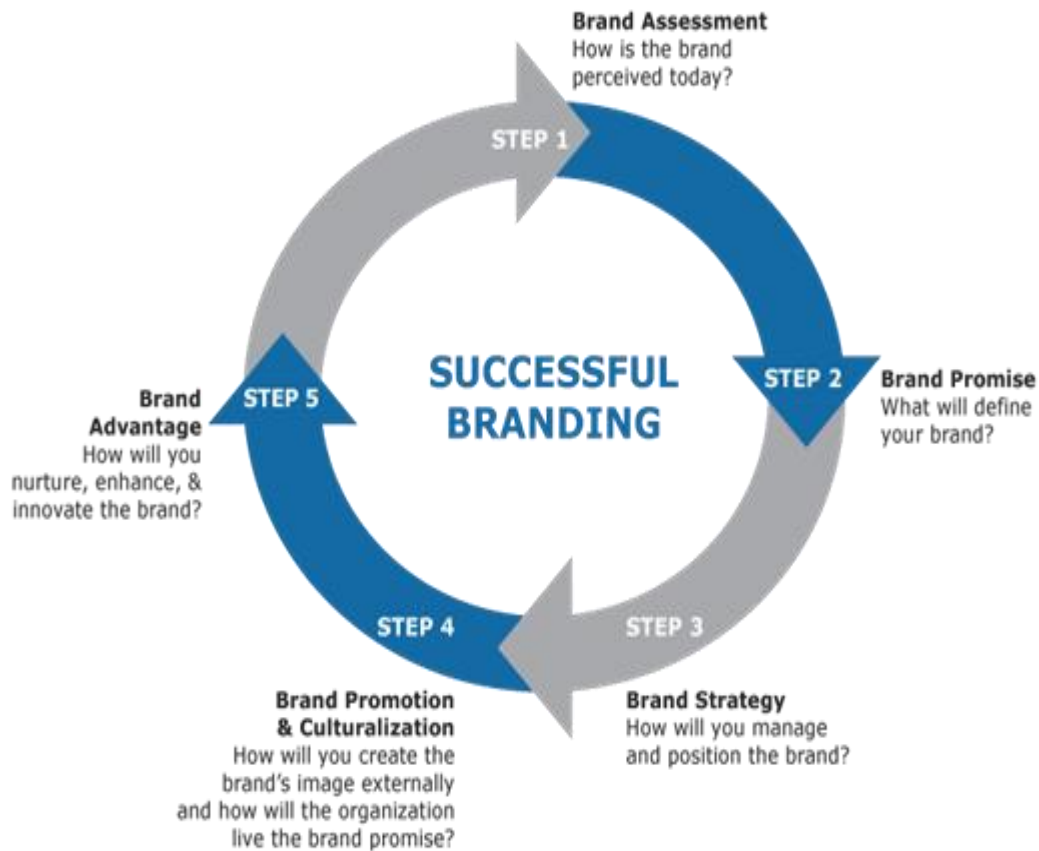 Brand Assessment
How is the brand
perceived today?
STEP 1
SUCCESSFUL
BRANDING
STEP 2
Brand Promise
What will define
your brand?
STEP 3
Brand Strategy
How will you manage
and position the brand?
STEP 4
Brand Promotion
& Culturalization
How will you create the
brand's image externally
and how will the organization
live the brand promise?
STEP 5
Brand
Advantage
How will you
nurture, enhance, &
innovate the brand?